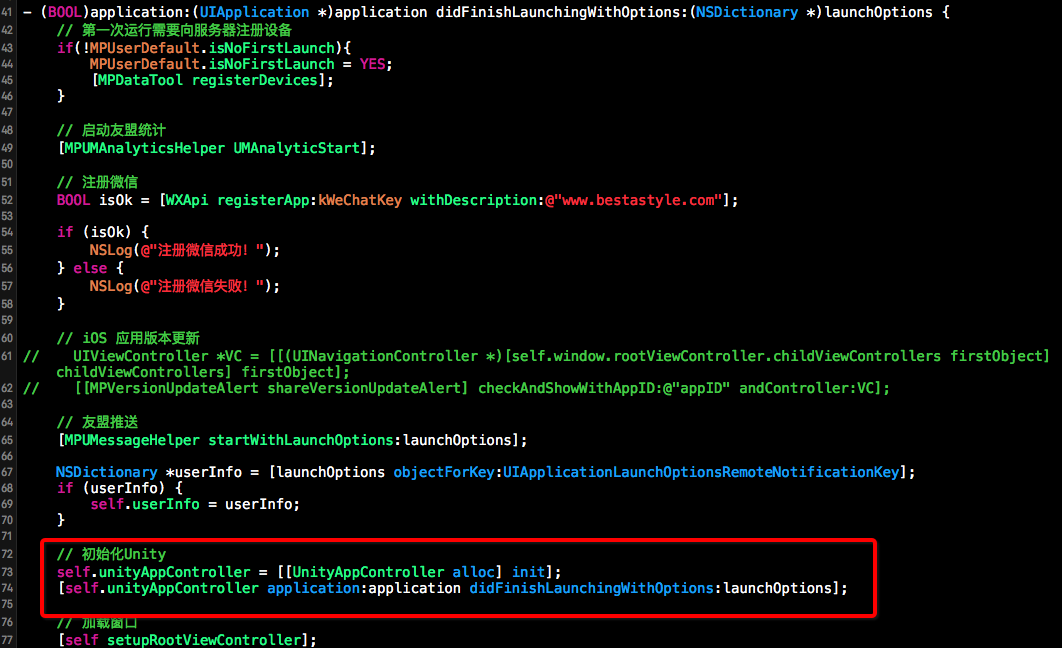 41 - (BOOL)application:(UIApplication *)application didFinishLaunchingWithOptions:(NSDictionary *)launchOptions {
42 // 第一次运行需要向服务器注册设备
43 if(!MPUserDefault.isNoFirstLaunch){
44 MPUserDefault.isNoFirstLaunch = YES;
45 [MPDataTool registerDevices];
46 }
47
48 // 启动友盟统计
49 [MPUMAnalyticsHelper UMAnalyticStart];
50
51 // 注册微信
52 BOOL isOk = [WXApi registerApp:kWeChatKey withDescription:@"www.bestastyle.com"];
53
54 if (isOk) {
55 NSLog(@"注册微信成功！");
56 } else {
57 NSLog(@"注册微信失败！");
58 }
59
60 // iOS 应用版本更新
61 // UIViewController *VC = [[(UINavigationController *)[self.window.rootViewController.childViewControllers firstObject]
childViewControllers] firstObject];
62 // [[MPVersionUpdateAlert shareVersionUpdateAlert] checkAndShowWithAppID:@"appID" andController:VC];
63
64 // 友盟推送
65 [MPUMessageHelper startWithLaunchOptions:launchOptions];
66
67 NSDictionary *userInfo = [launchOptions objectForKey:UIApplicationLaunchOptionsRemoteNotificationKey];
68 if (userInfo) {
69 self.userInfo = userInfo;
70 }
71
72 // 初始化Unity
73 self.unityAppController = [[UnityAppController alloc] init];
74 [self.unityAppController application:application didFinishLaunchingWithOptions:launchOptions];
75
76 // 加载窗口
77 [self setupRootViewController];